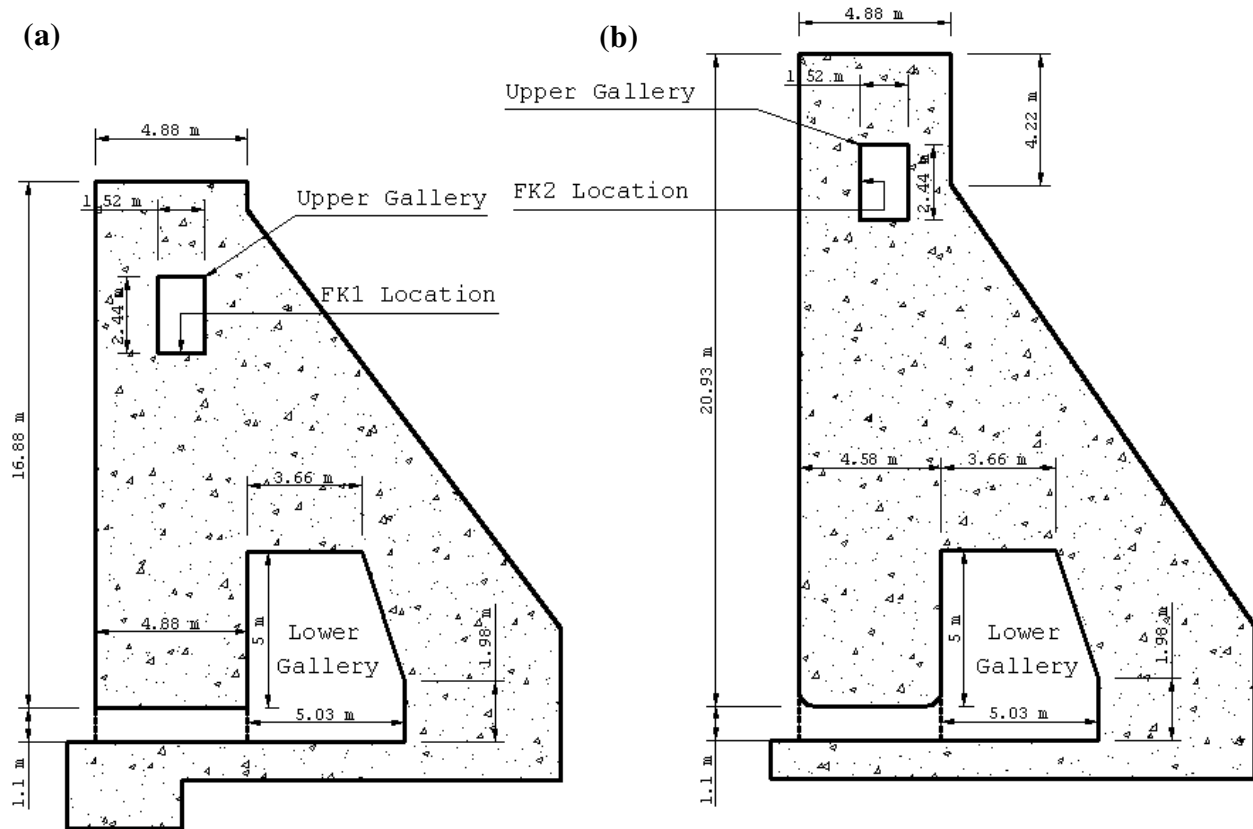 (a)
4.88 m
1.52 m
Upper Gallery
2.44 m
FK1 Location
16.88 m
3.66 m
4.88 m
5 m
Lower
Gallery
1.98 m
5.03 m
1.1 m
(b)
4.88 m
1.52 m
Upper Gallery
4.22 m
2.44 m
FK2 Location
20.93 m
4.58 m
3.66 m
5 m
Lower
Gallery
1.98 m
5.03 m
1.1 m